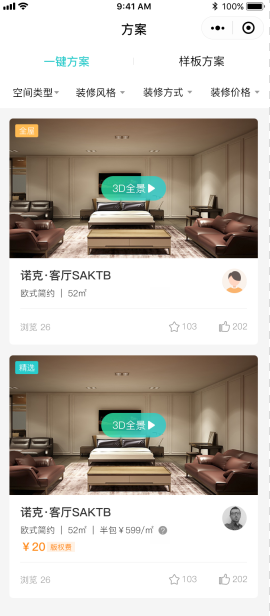 9:41 AM 100%
方案
一键方案 样板方案
空间类型 装修风格 装修方式 装修价格
全屋
3D全景
诺克·客厅SAKTB
欧式简约 | 52㎡
浏览 26 103 202
精选
3D全景
诺克·客厅SAKTB
欧式简约 | 52㎡ | 半包￥599/㎡ ?
￥20 版权费
浏览 26 103 202